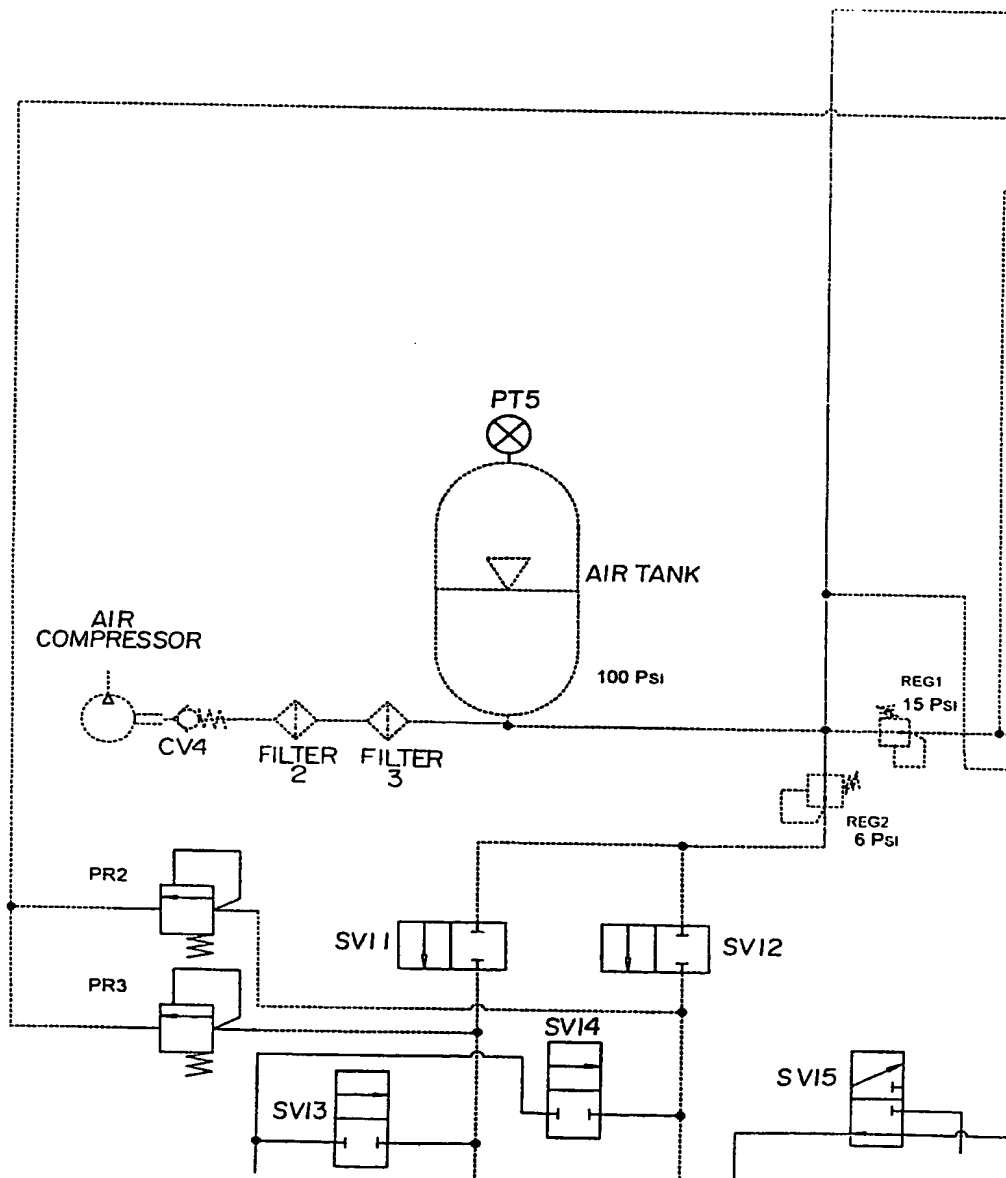 PT5
AIR TANK
AIR
COMPRESSOR
100 PSI
REG1
15 PSI
CV4
FILTER
2
FILTER
3
REG2
6 PSI
PR2
SV11
SV12
PR3
SV14
SV13
SV15